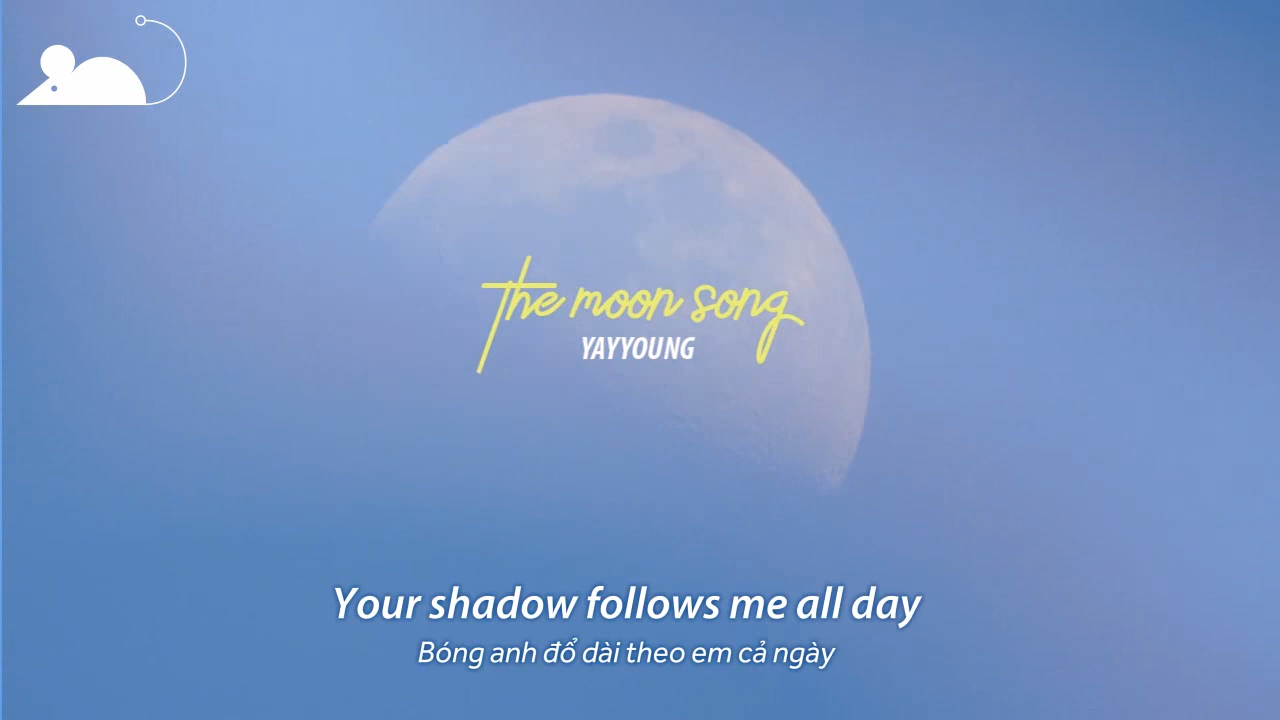 the moon song
YAYYOUNG
Your shadow follows me all day
Bóng anh đổ dài theo em cả ngày